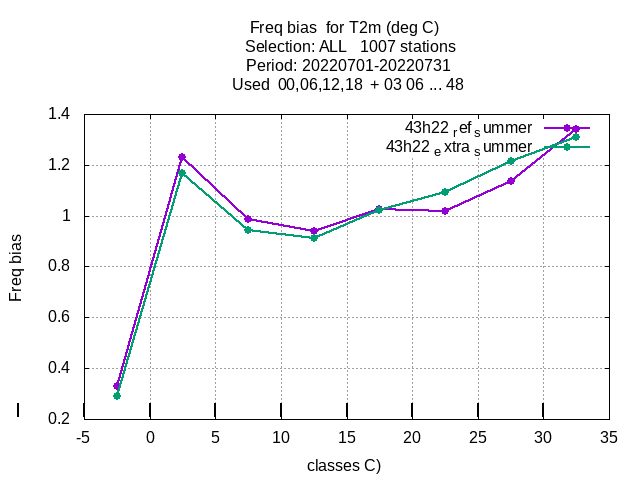 Freq bias  for T2m (deg C)
Selection: ALL   1007 stations
Period: 20220701-20220731
Used  00,06,12,18  + 03 06 ... 48
1.4
43h22 ref summer
43h22 extra summer
1.2
1
0.8
0.6
0.4
0.2
Freq bias
-5 0 5 10 15 20 25 30 35
classes C)